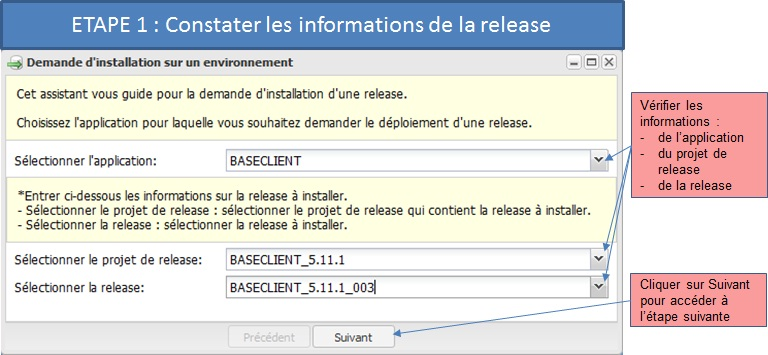 ETAPE 1 : Constater les informations de la release
Demande d'installation sur un environnement
Cet assistant vous guide pour la demande d'installation d'une release.
Choisissez l'application pour laquelle vous souhaitez demander le déploiement d'une release.
Sélectionner l'application: BASECLIENT
*Entrer ci-dessous les informations sur la release à installer.
- Sélectionner le projet de release : sélectionner le projet de release qui contient la release à installer.
- Sélectionner la release : sélectionner la release à installer.
Sélectionner le projet de release: BASECLIENT_5.11.1
Sélectionner la release: BASECLIENT_5.11.1_003
Précédent Suivant
Vérifier les
informations :
- de l'application
- du projet de
release
- de la release
Cliquer sur Suivant
pour accéder à
l'étape suivante